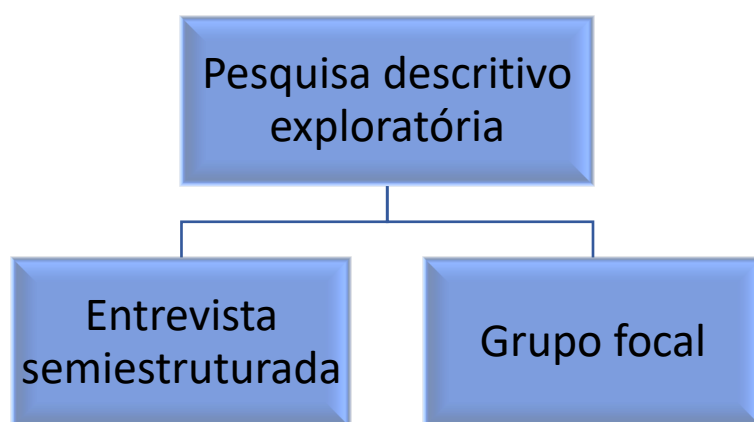 Pesquisa descritivo
exploratória
Entrevista
semiestruturada
Grupo focal